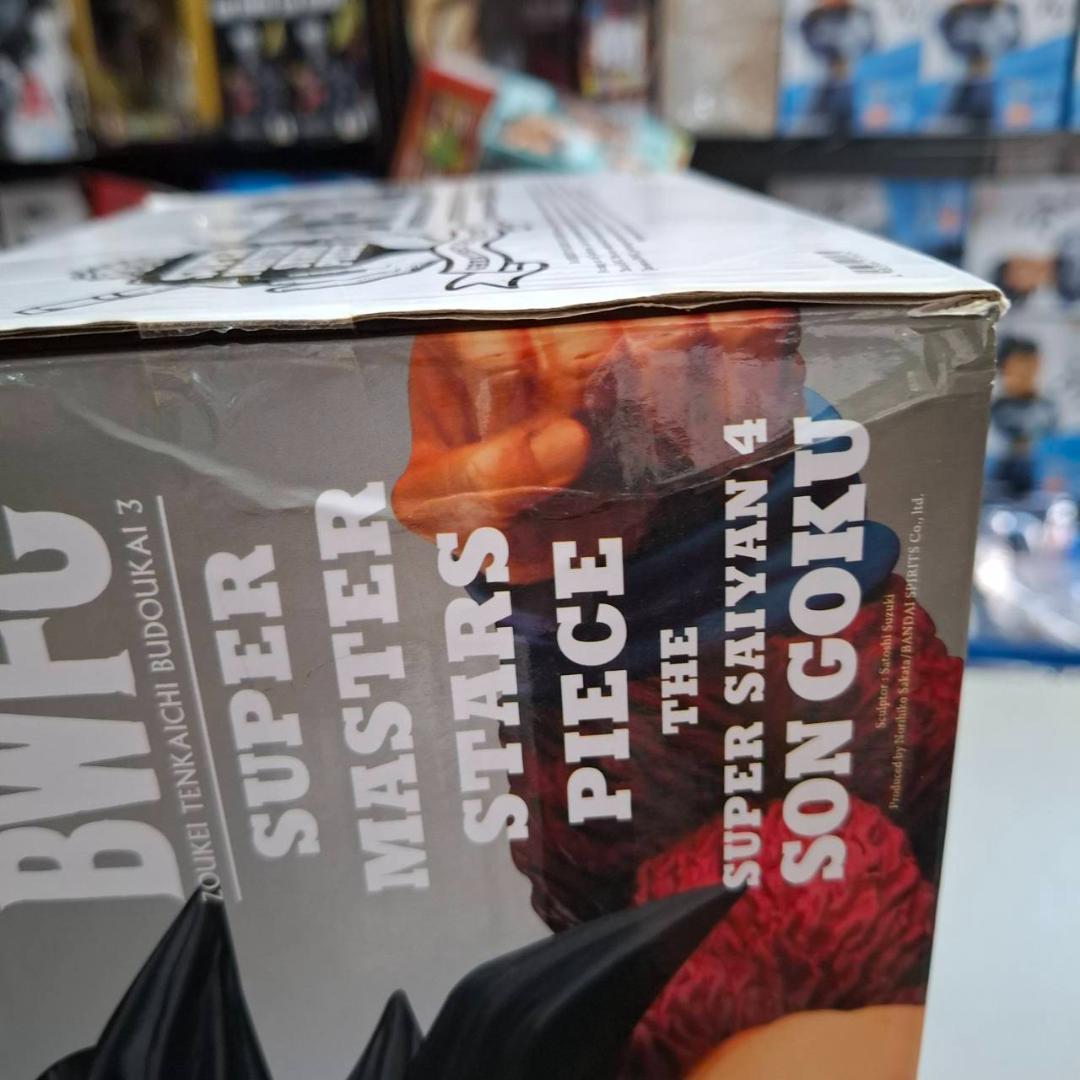 BWFC
ZOUKEI TENKAICHI BUDOUKAI 3
SUPER
MASTER
STARS
PIECE
THE
SUPER SAIYAN 4
SON GOKU
Sculptor : Satoshi Suzuki
Produced by Norihiko Sakata/BANDAI SPIRITS Co., ltd.